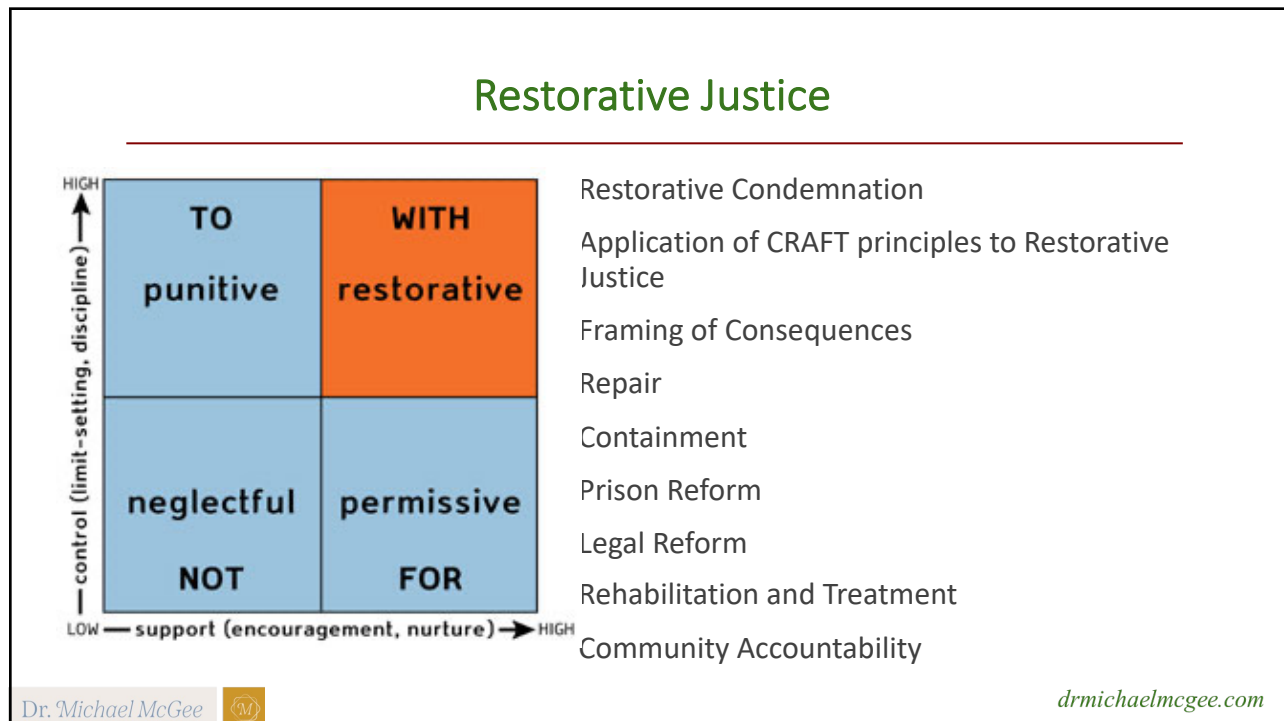 Restorative Justice
HIGH
TO
punitive
WITH
restorative
neglectful
NOT
permissive
FOR
control (limit-setting, discipline)
LOW
support (encouragement, nurture)
HIGH
Restorative Condemnation
Application of CRAFT principles to Restorative
Justice
Framing of Consequences
Repair
Containment
Prison Reform
Legal Reform
Rehabilitation and Treatment
Community Accountability
Dr. Michael McGee
M
drmichaelmcgee.com